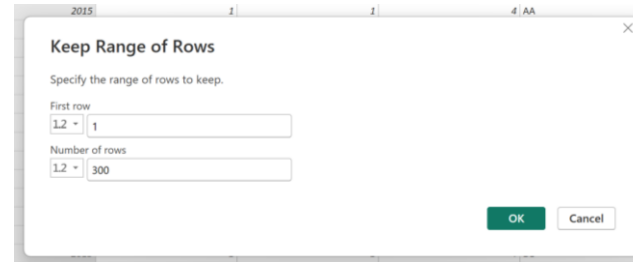 2015 1 1 4 AA
Keep Range of Rows
Specify the range of rows to keep.
First row
1.2 1
Number of rows
1.2 300
OK Cancel